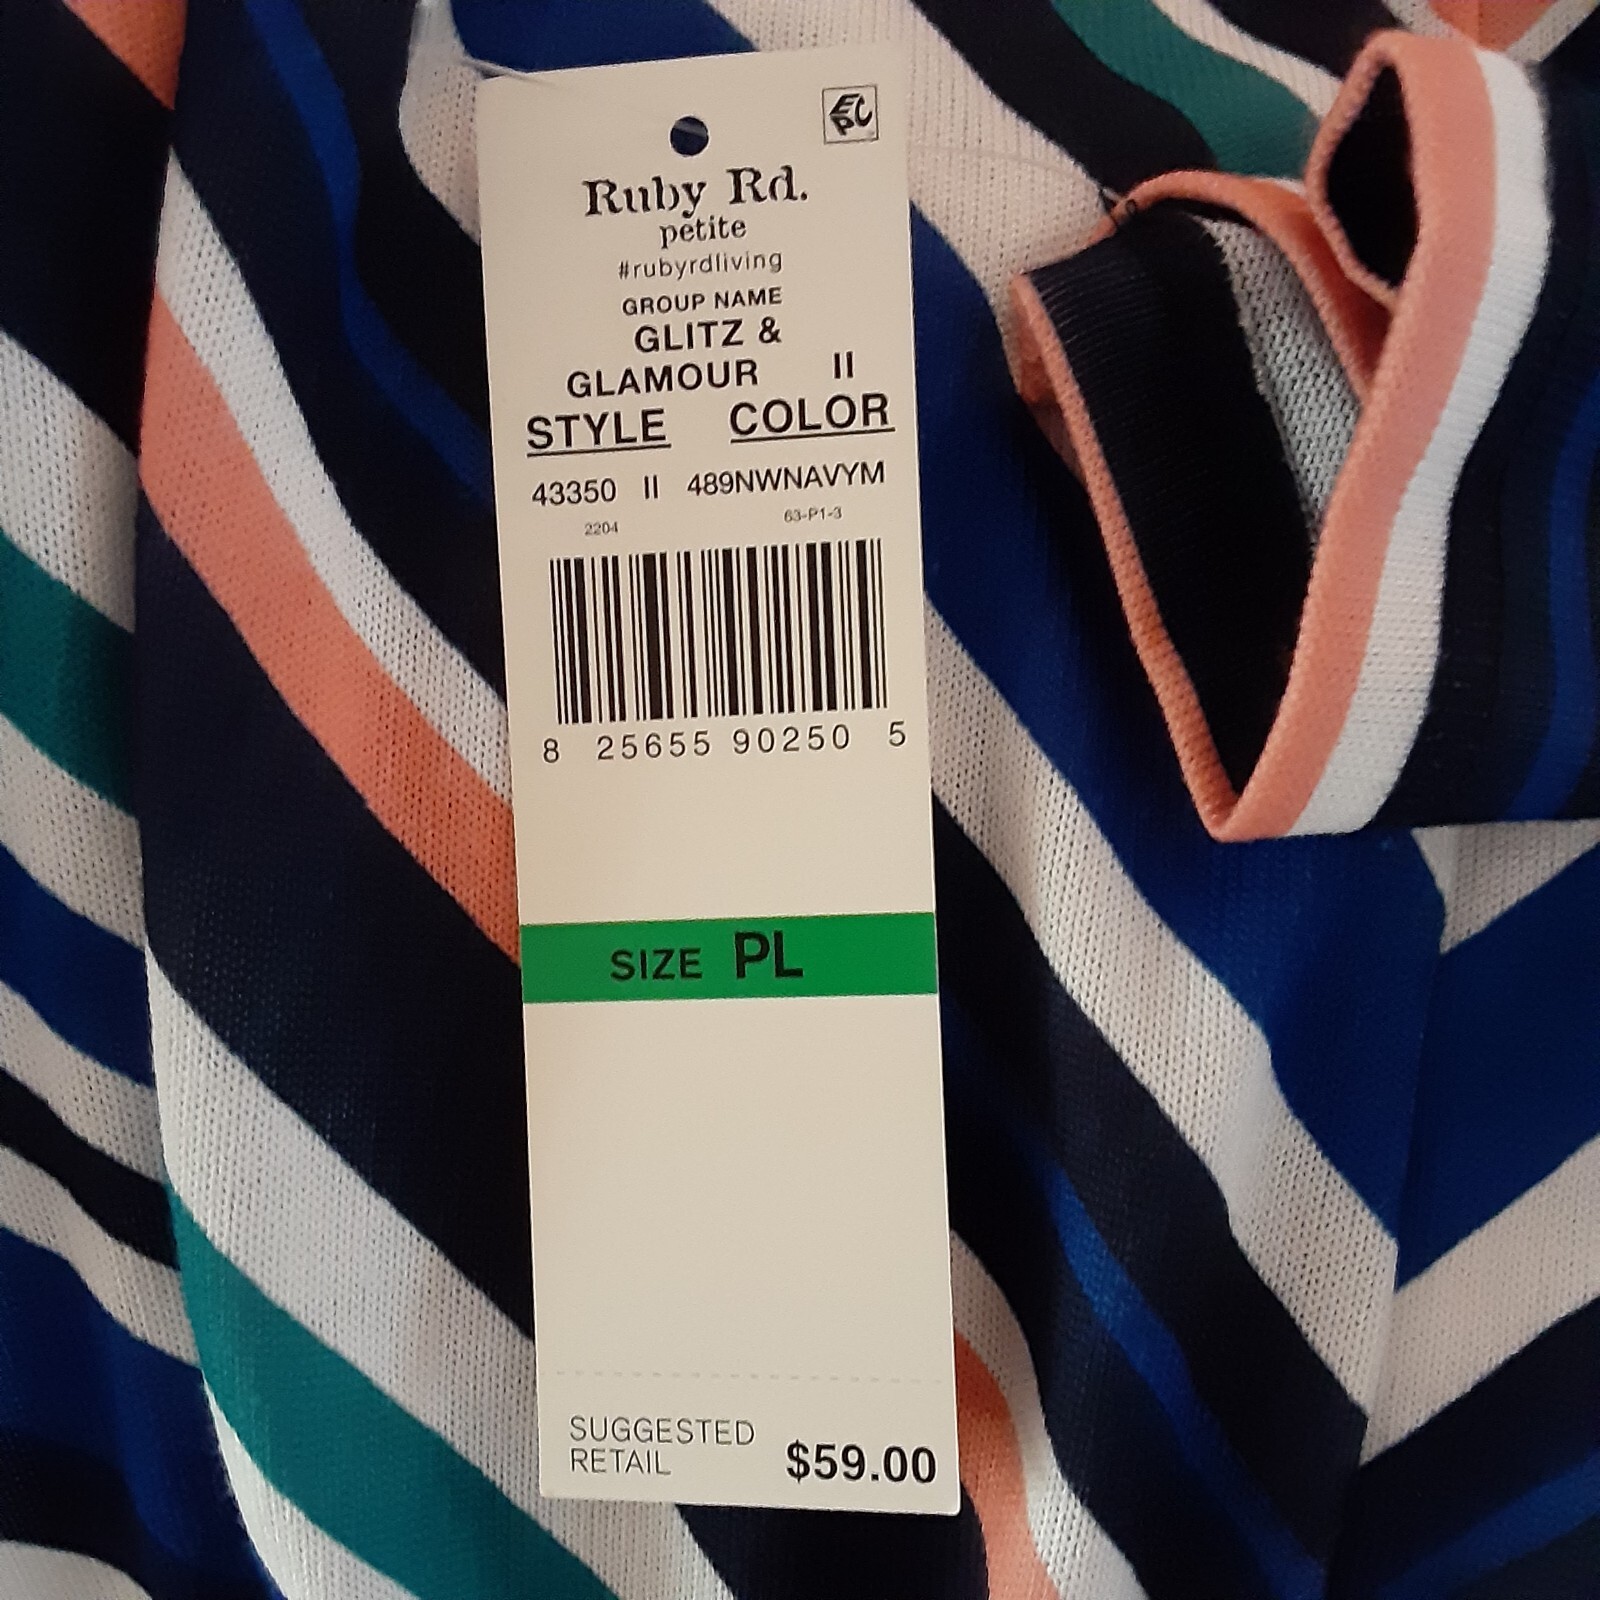 EPC
Ruby Rd.
petite
#rubyrdliving
GROUP NAME
GLITZ &
GLAMOUR II
STYLE COLOR
43350 II 489NWNAVYM
2204 63-P1-3
8 25655 90250 5
SIZE PL
SUGGESTED
RETAIL $59.00